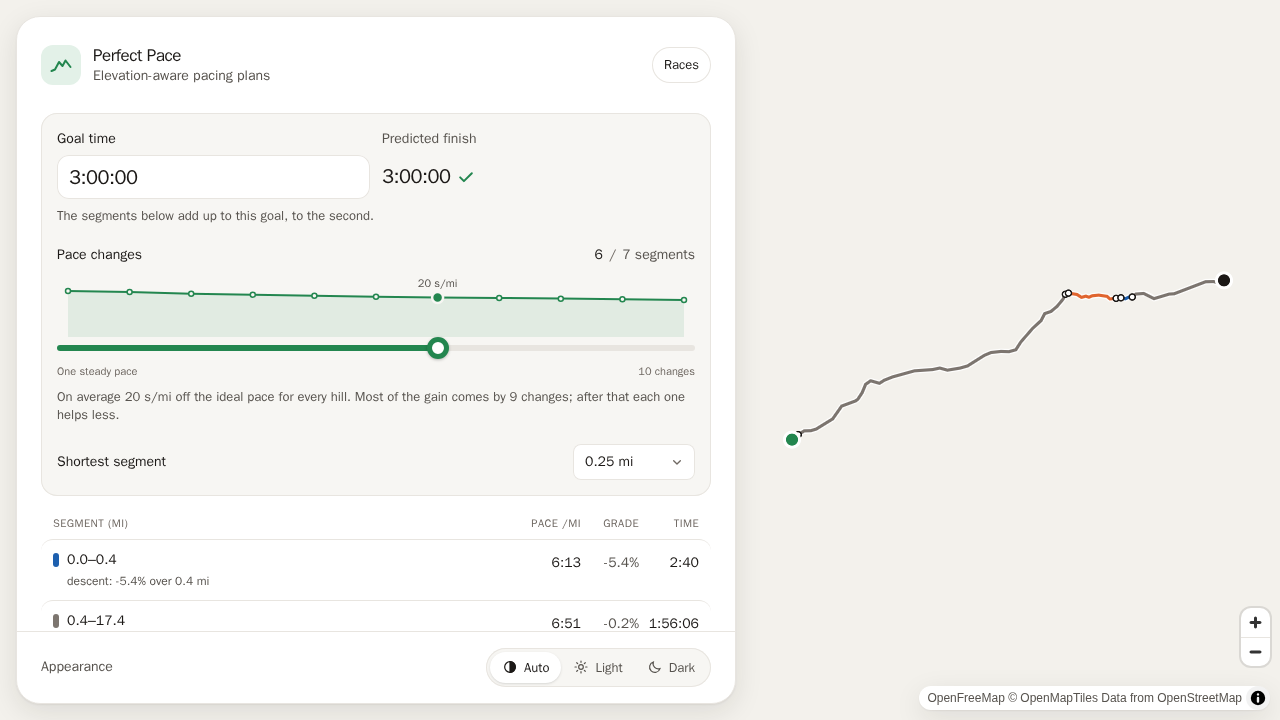 Perfect Pace
Elevation-aware pacing plans
Races
Goal time
Predicted finish
3:00:00
3:00:00
The segments below add up to this goal, to the second.
Pace changes
6 / 7 segments
20 s/mi
One steady pace
10 changes
On average 20 s/mi off the ideal pace for every hill. Most of the gain comes by 9 changes; after that each one
helps less.
Shortest segment
0.25 mi
SEGMENT (MI) PACE /MI GRADE TIME
0.0–0.4 6:13 -5.4% 2:40
descent: -5.4% over 0.4 mi
0.4–17.4 6:51 -0.2% 1:56:06
Appearance
Auto Light Dark
OpenFreeMap © OpenMapTiles Data from OpenStreetMap